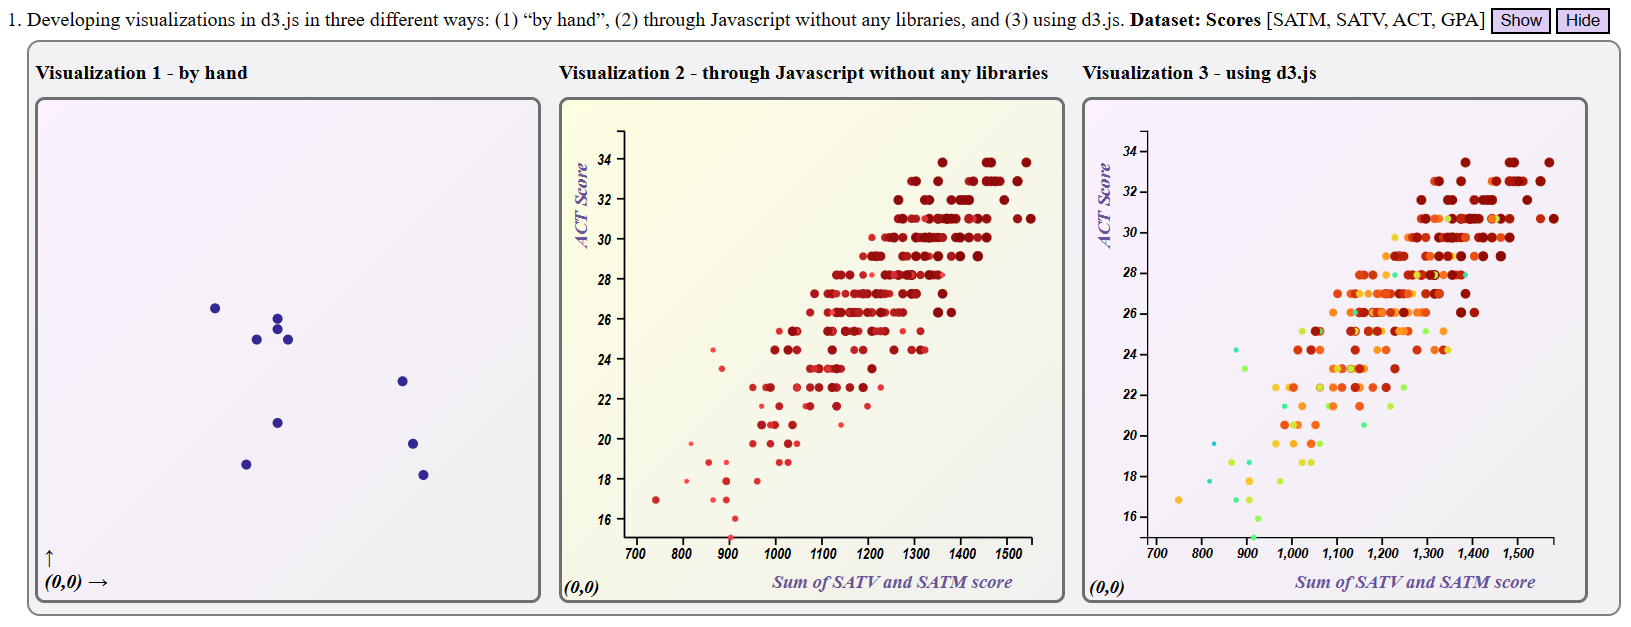 1. Developing visualizations in d3.js in three different ways: (1) “by hand”, (2) through Javascript without any libraries, and (3) using d3.js. Dataset: Scores [SATM, SATV, ACT, GPA] Show Hide
Visualization 1 - by hand
↑
(0,0) →
Visualization 2 - through Javascript without any libraries
ACT Score
34
32
30
28
26
24
22
20
18
16
700 800 900 1000 1100 1200 1300 1400 1500
(0,0) Sum of SATV and SATM score
Visualization 3 - using d3.js
ACT Score
34
32
30
28
26
24
22
20
18
16
700 800 900 1,000 1,100 1,200 1,300 1,400 1,500
(0,0) Sum of SATV and SATM score